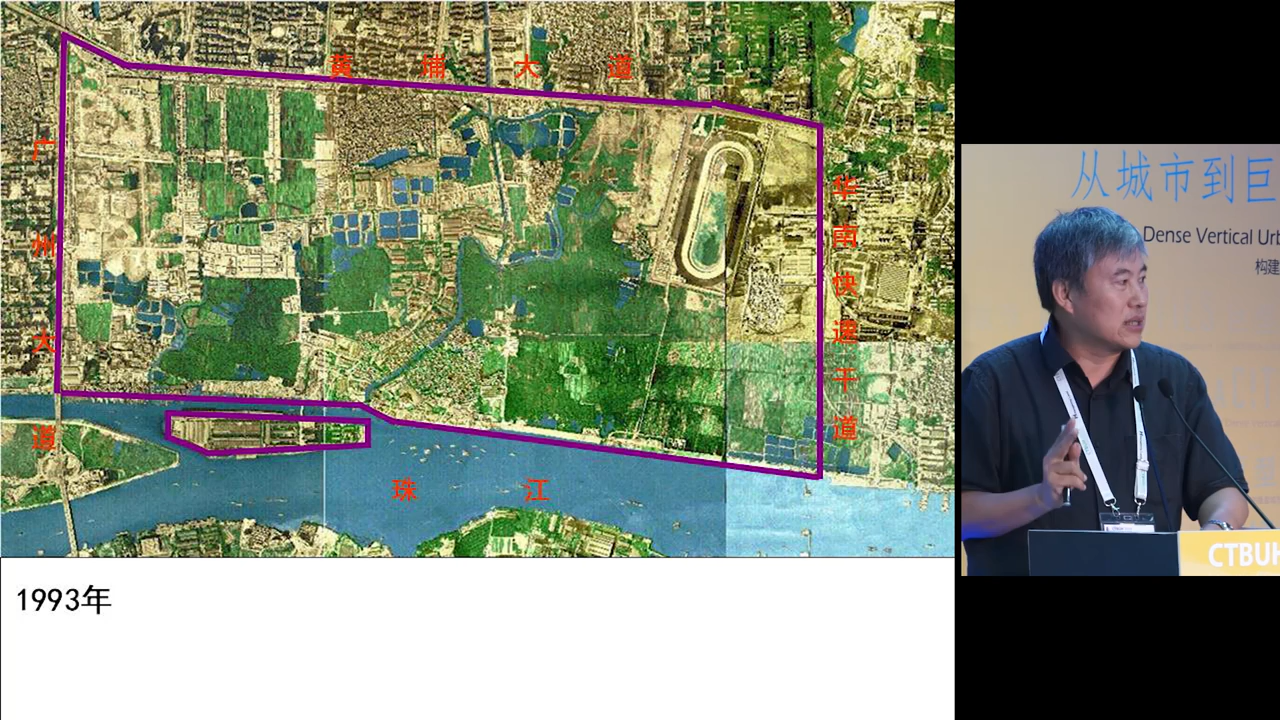 黄埔大道
广州大道
华南快速干道
珠江
1993年
从城市到巨
Dense Vertical Urb
构建
CTBUH